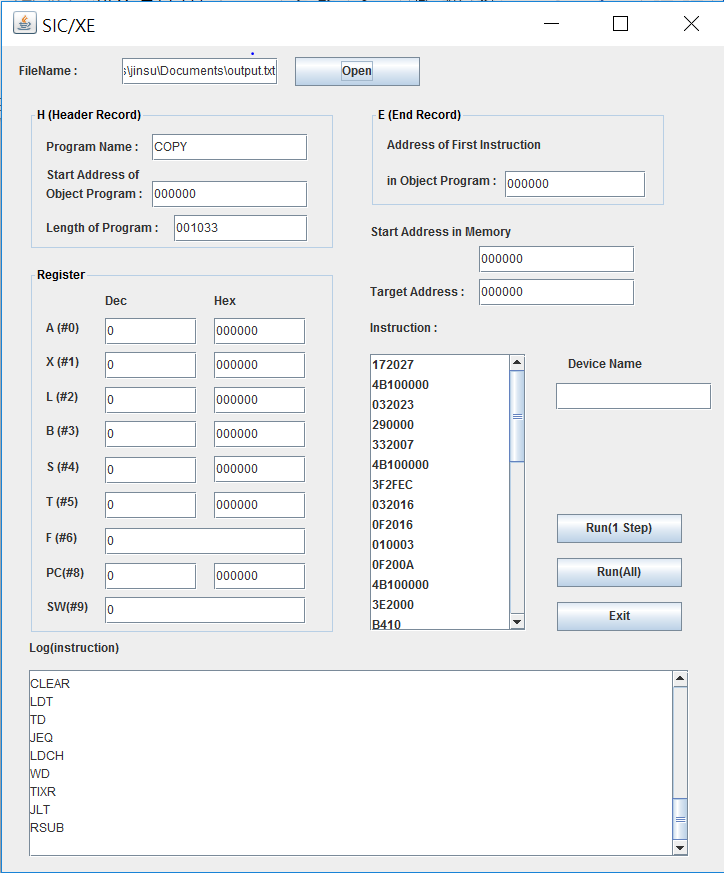 SIC/XE
FileName :
s\jinsu\Documents\output.txt
Open
H (Header Record)
Program Name :
COPY
Start Address of
Object Program :
000000
Length of Program :
001033
E (End Record)
Address of First Instruction
in Object Program :
000000
Start Address in Memory
000000
Target Address :
000000
Register
Dec Hex
A (#0) 0 000000
X (#1) 0 000000
L (#2) 0 000000
B (#3) 0 000000
S (#4) 0 000000
T (#5) 0 000000
F (#6) 0
PC(#8) 0 000000
SW(#9) 0
Instruction :
172027
4B100000
032023
290000
332007
4B100000
3F2FEC
032016
0F2016
010003
0F200A
4B100000
3E2000
B410
Device Name
Run(1 Step)
Run(All)
Exit
Log(instruction)
CLEAR
LDT
TD
JEQ
LDCH
WD
TIXR
JLT
RSUB